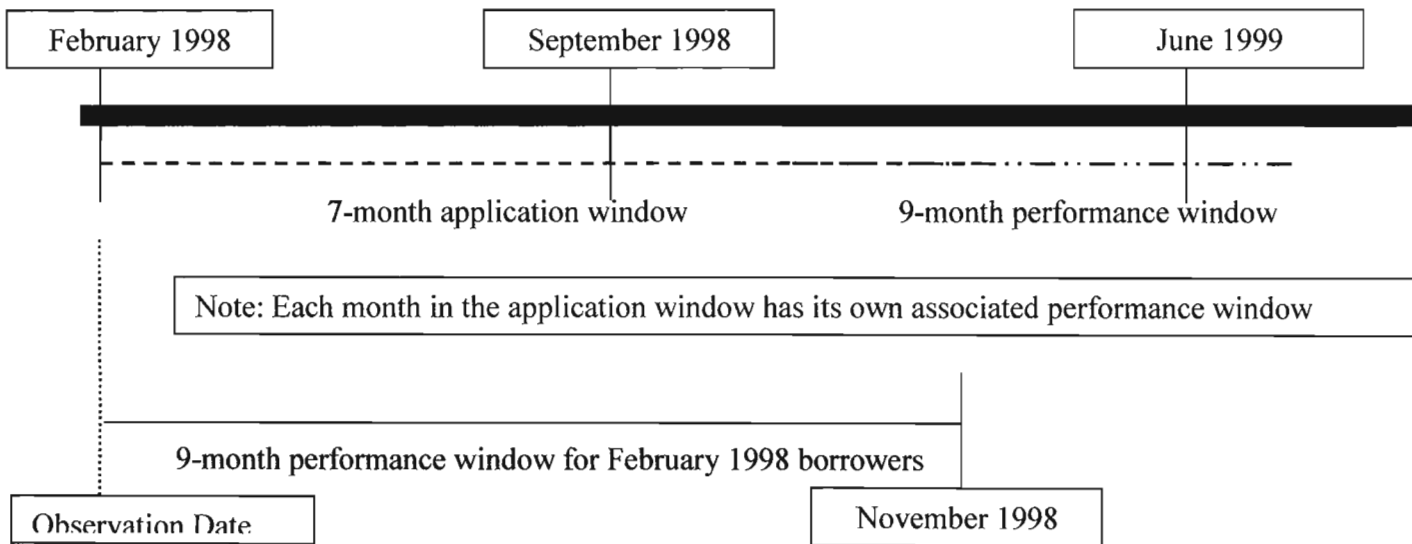 February 1998
September 1998
June 1999
7-month application window
9-month performance window
Note: Each month in the application window has its own associated performance window
9-month performance window for February 1998 borrowers
Observation Date
November 1998